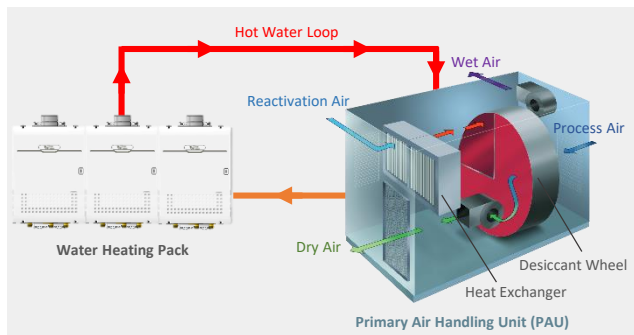 Hot Water Loop
Wet Air
Reactivation Air
Process Air
Dry Air
Water Heating Pack
Desiccant Wheel
Heat Exchanger
Primary Air Handling Unit (PAU)